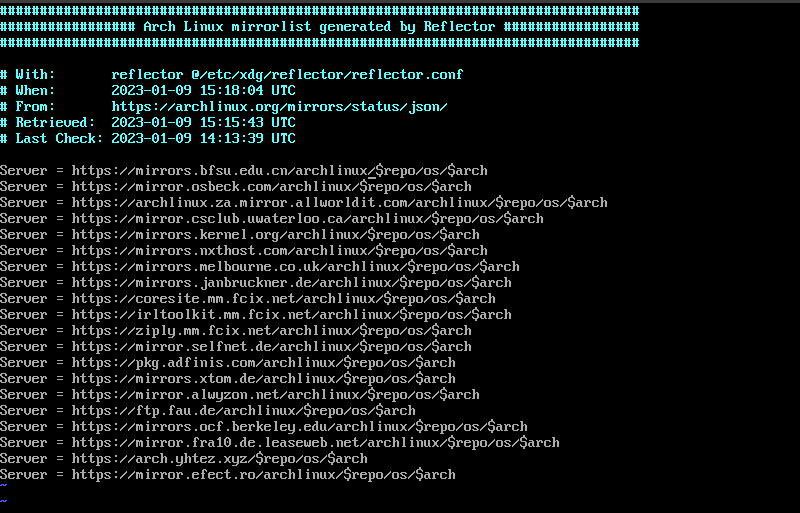 ################################################################################
################# Arch Linux mirrorlist generated by Reflector #################
################################################################################
# With:       reflector @/etc/xdg/reflector/reflector.conf
# When:       2023-01-09 15:18:04 UTC
# From:       https://archlinux.org/mirrors/status/json/
# Retrieved:  2023-01-09 15:15:43 UTC
# Last Check: 2023-01-09 14:13:39 UTC
Server = https://mirrors.bfsu.edu.cn/archlinux/$repo/os/$arch
Server = https://mirror.osbeck.com/archlinux/$repo/os/$arch
Server = https://archlinux.za.mirror.allworldit.com/archlinux/$repo/os/$arch
Server = https://mirror.csclub.uwaterloo.ca/archlinux/$repo/os/$arch
Server = https://mirrors.kernel.org/archlinux/$repo/os/$arch
Server = https://mirrors.nxthost.com/archlinux/$repo/os/$arch
Server = https://mirrors.melbourne.co.uk/archlinux/$repo/os/$arch
Server = https://mirrors.janbruckner.de/archlinux/$repo/os/$arch
Server = https://coresite.mm.fcix.net/archlinux/$repo/os/$arch
Server = https://irltoolkit.mm.fcix.net/archlinux/$repo/os/$arch
Server = https://ziply.mm.fcix.net/archlinux/$repo/os/$arch
Server = https://mirror.selfnet.de/archlinux/$repo/os/$arch
Server = https://pkg.adfinis.com/archlinux/$repo/os/$arch
Server = https://mirrors.xtom.de/archlinux/$repo/os/$arch
Server = https://mirror.alwyzon.net/archlinux/$repo/os/$arch
Server = https://ftp.fau.de/archlinux/$repo/os/$arch
Server = https://mirrors.ocf.berkeley.edu/archlinux/$repo/os/$arch
Server = https://mirror.fra10.de.leaseweb.net/archlinux/$repo/os/$arch
Server = https://arch.yhtez.xyz/$repo/os/$arch
Server = https://mirror.efect.ro/archlinux/$repo/os/$arch
~
~